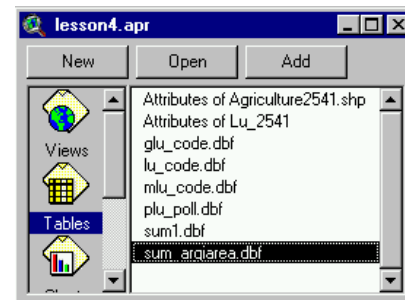 lesson4.apr
New Open Add
Views
Tables
Attributes of Agriculture2541.shp
Attributes of Lu_2541
glu_code.dbf
lu_code.dbf
mlu_code.dbf
plu_poll.dbf
sum1.dbf
sum_argiarea.dbf